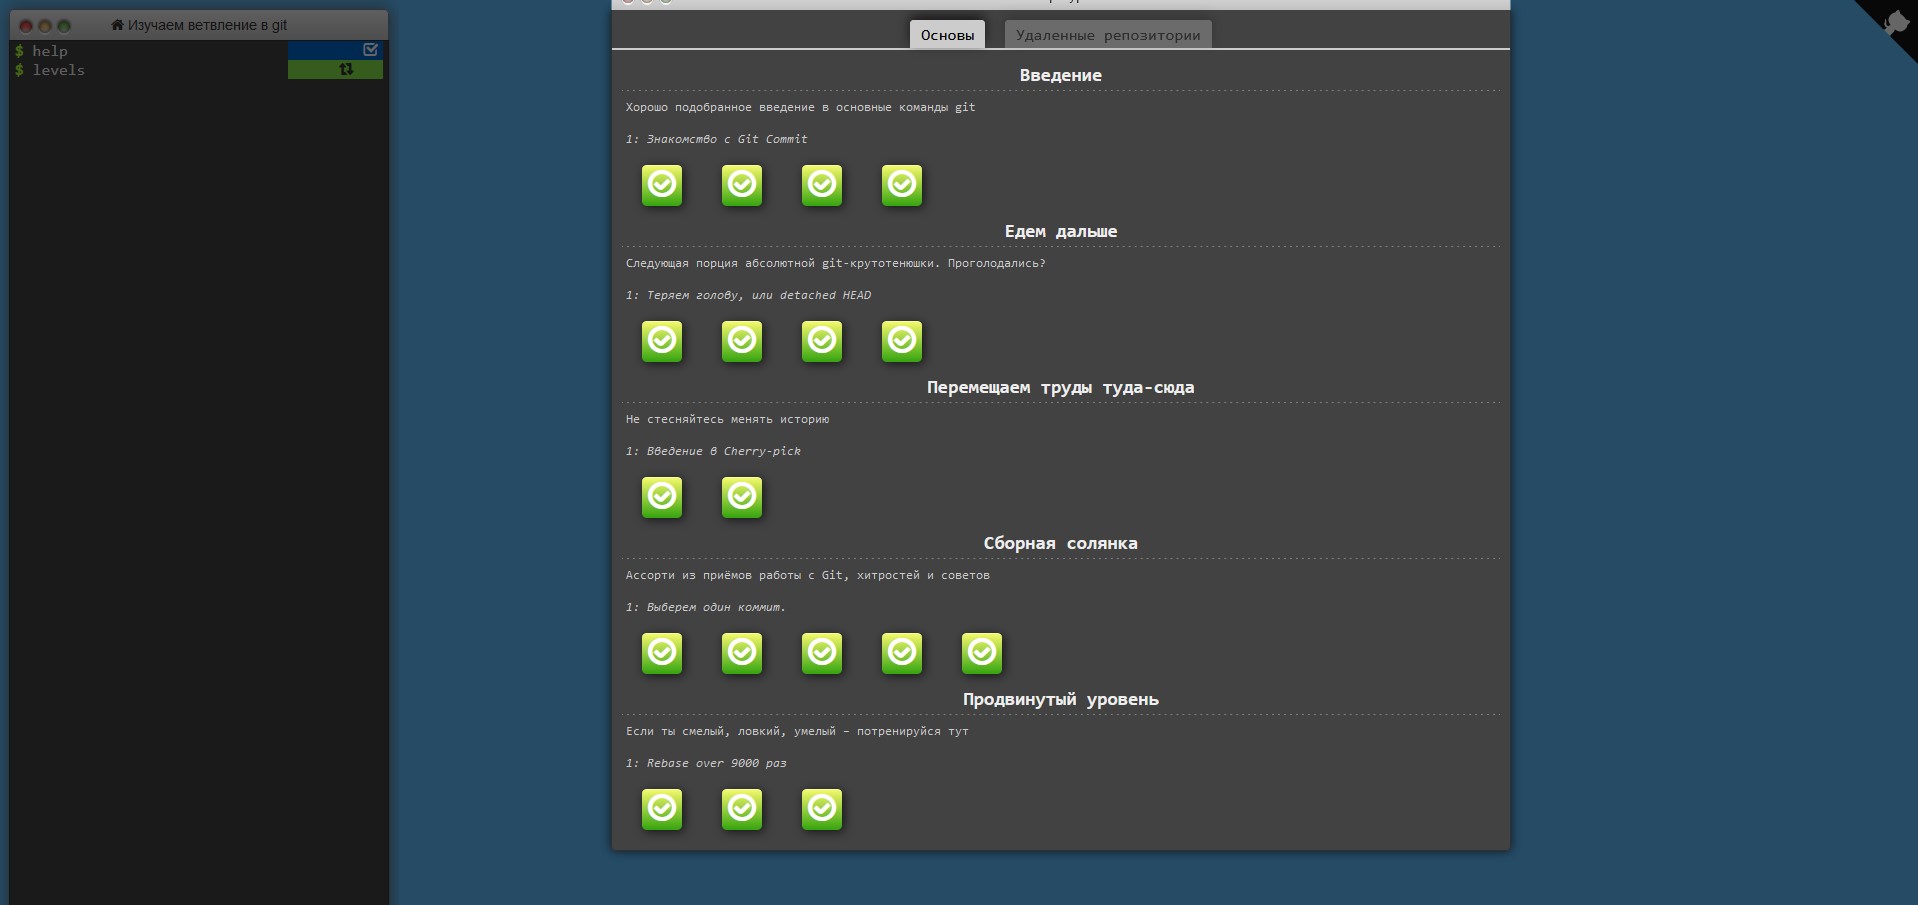 Изучаем ветвление в git
$ help
$ levels
Основы
Удаленные репозитории
Введение
Хорошо подобранное введение в основные команды git
1: Знакомство с Git Commit
Едем дальше
Следующая порция абсолютной git-крутотенюшки. Проголодались?
1: Теряем голову, или detached HEAD
Перемещаем труды туда-сюда
Не стесняйтесь менять историю
1: Введение в Cherry-pick
Сборная солянка
Ассорти из приёмов работы с Git, хитростей и советов
1: Выберем один коммит.
Продвинутый уровень
Если ты смелый, ловкий, умелый – потренируйся тут
1: Rebase over 9000 раз